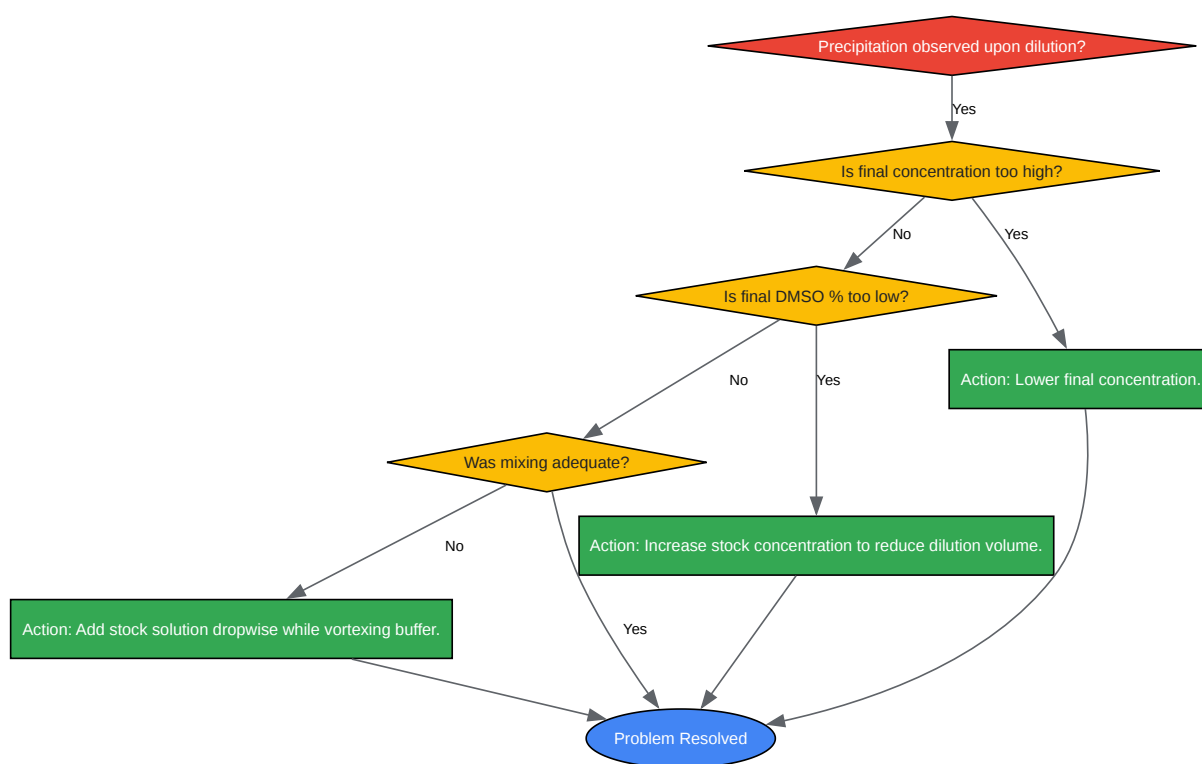 Precipitation observed upon dilution?
Yes
Is final concentration too high?
No
Yes
Is final DMSO % too low?
No
Yes
Action: Lower final concentration.
Was mixing adequate?
No
Action: Increase stock concentration to reduce dilution volume.
Action: Add stock solution dropwise while vortexing buffer.
Yes
Problem Resolved